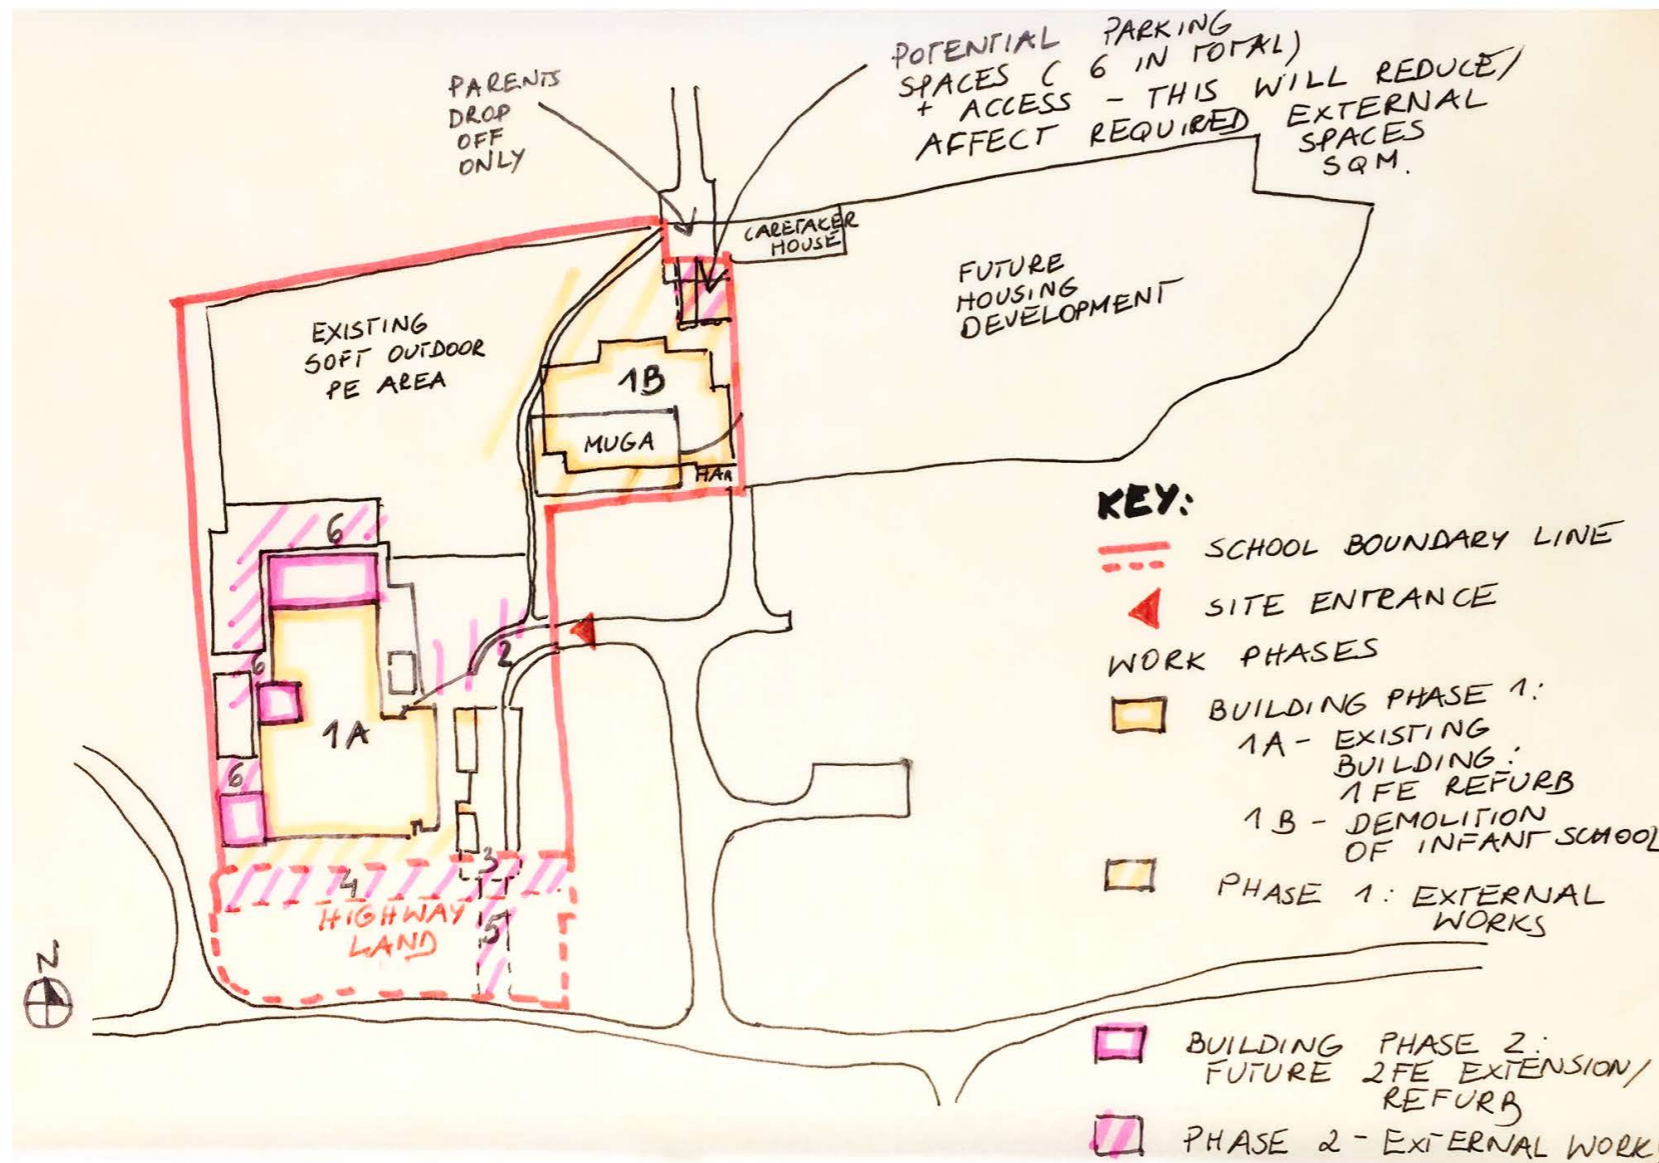 PARENTS
DROP
OFF
ONLY
POTENTIAL PARKING
SPACES ( 6 IN TOTAL)
+ ACCESS - THIS WILL REDUCE/
AFFECT REQUIRED EXTERNAL
SPACES
SQM.
CARETAKER
HOUSE
FUTURE
HOUSING
DEVELOPMENT
EXISTING
SOFT OUTDOOR
PE AREA
1B
MUGA
HAR
6
2
6
1A
6
3
4
HIGHWAY
LAND
5
N
KEY:
SCHOOL BOUNDARY LINE
SITE ENTRANCE
WORK PHASES
BUILDING PHASE 1:
1A - EXISTING
BUILDING:
1FE REFURB
1B - DEMOLITION
OF INFANT SCHOOL
PHASE 1: EXTERNAL
WORKS
BUILDING PHASE 2:
FUTURE 2FE EXTENSION/
REFURB
PHASE 2 - EXTERNAL WORK